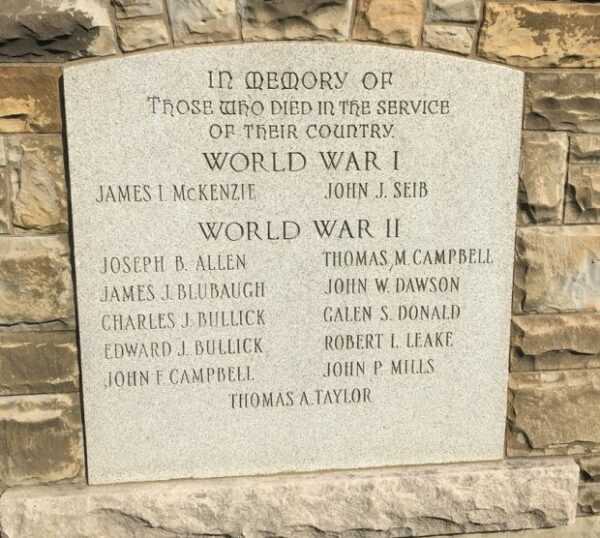 IN MEMORY OF
THOSE WHO DIED IN THE SERVICE
OF THEIR COUNTRY.
WORLD WAR I
JAMES I. McKENZIE JOHN J. SEIB
WORLD WAR II
JOSEPH B. ALLEN THOMAS M. CAMPBELL
JAMES J. BLUBAUGH JOHN W. DAWSON
CHARLES J. BULLICK GALEN S. DONALD
EDWARD J. BULLICK ROBERT L. LEAKE
JOHN F. CAMPBELL JOHN P. MILLS
THOMAS A. TAYLOR